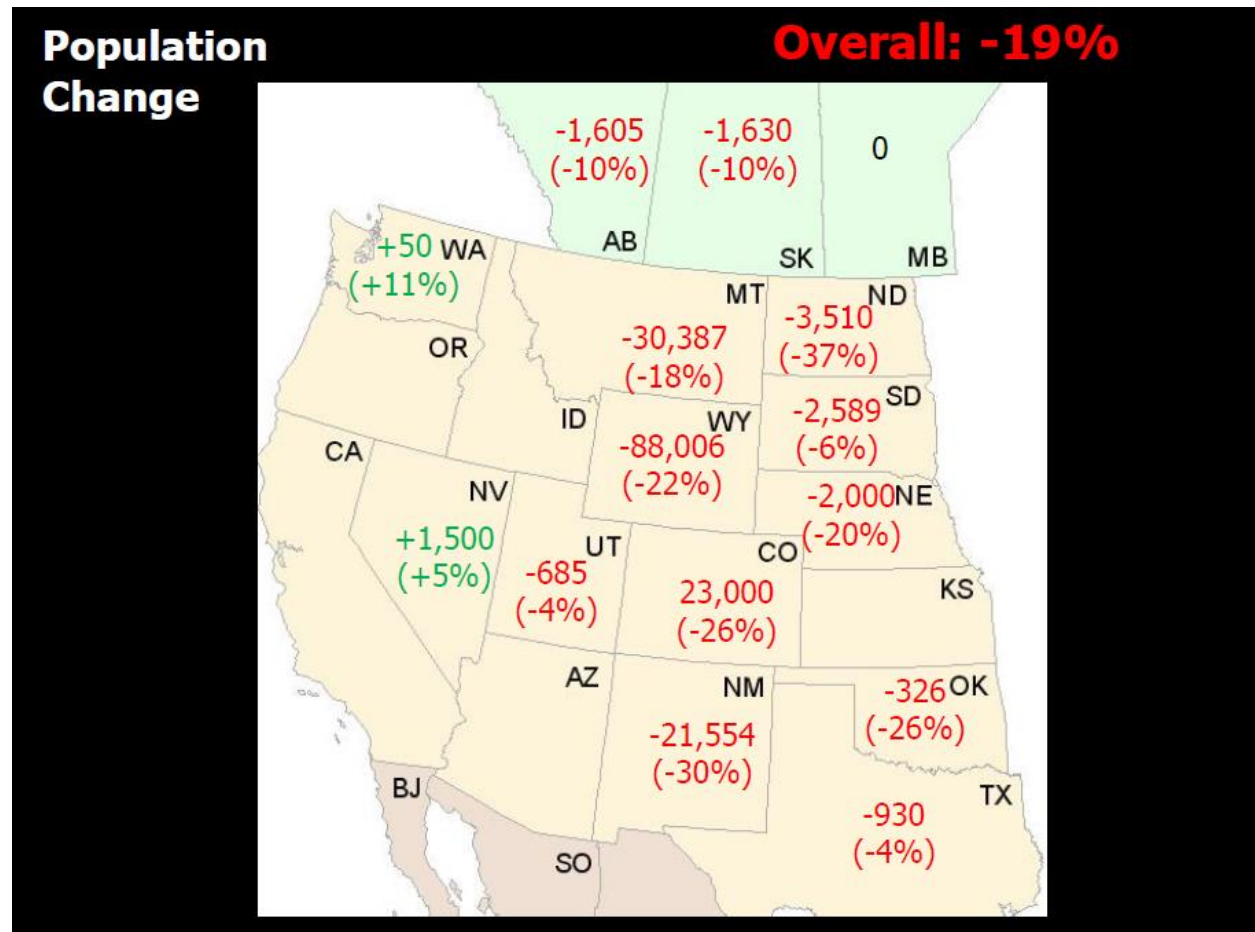 Population
Change
Overall: -19%
-1,605
(-10%)
AB
-1,630
(-10%)
SK
0
MB
+50 WA
(+11%)
OR
MT
-30,387
(-18%)
ND
-3,510
(-37%)
ID
WY
-88,006
(-22%)
SD
-2,589
(-6%)
CA
NV
+1,500
(+5%)
UT
-685
(-4%)
CO
23,000
(-26%)
-2,000 NE
(-20%)
KS
AZ
NM
-21,554
(-30%)
-326 OK
(-26%)
BJ
SO
TX
-930
(-4%)